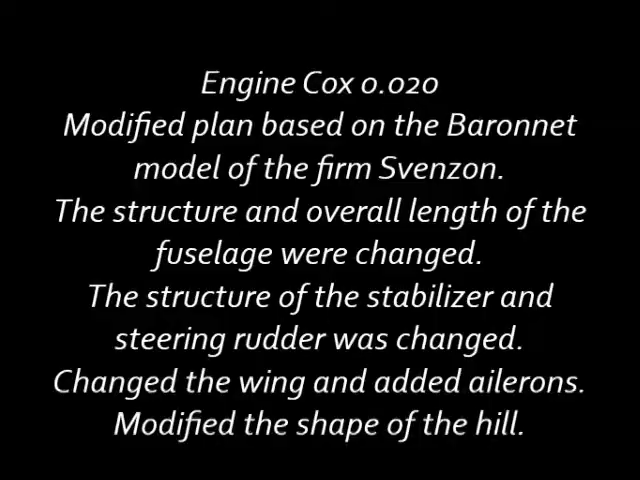 Engine Cox 0.020
Modified plan based on the Baronnet
model of the firm Svenzon.
The structure and overall length of the
fuselage were changed.
The structure of the stabilizer and
steering rudder was changed.
Changed the wing and added ailerons.
Modified the shape of the hill.